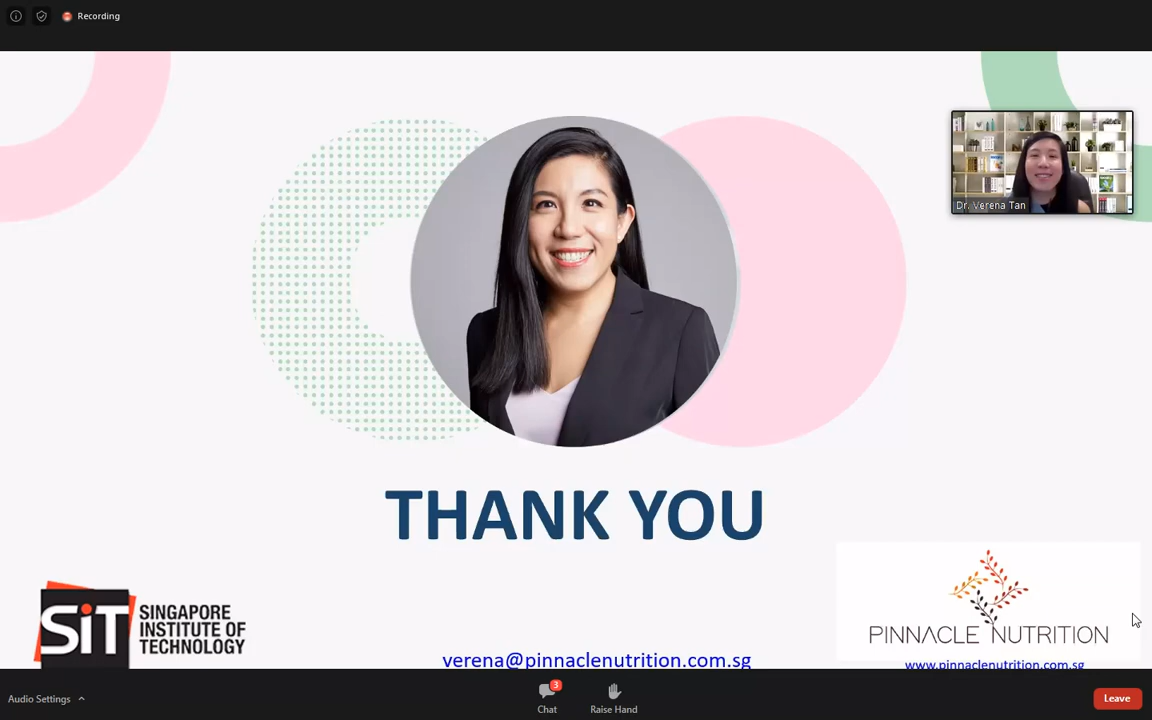 Recording
Dr. Verena Tan
THANK YOU
SiT
SINGAPORE
INSTITUTE OF
TECHNOLOGY
PINNACLE NUTRITION
verena@pinnaclenutrition.com.sg
www.pinnaclenutrition.com.sg
Audio Settings
3
Chat
Raise Hand
Leave